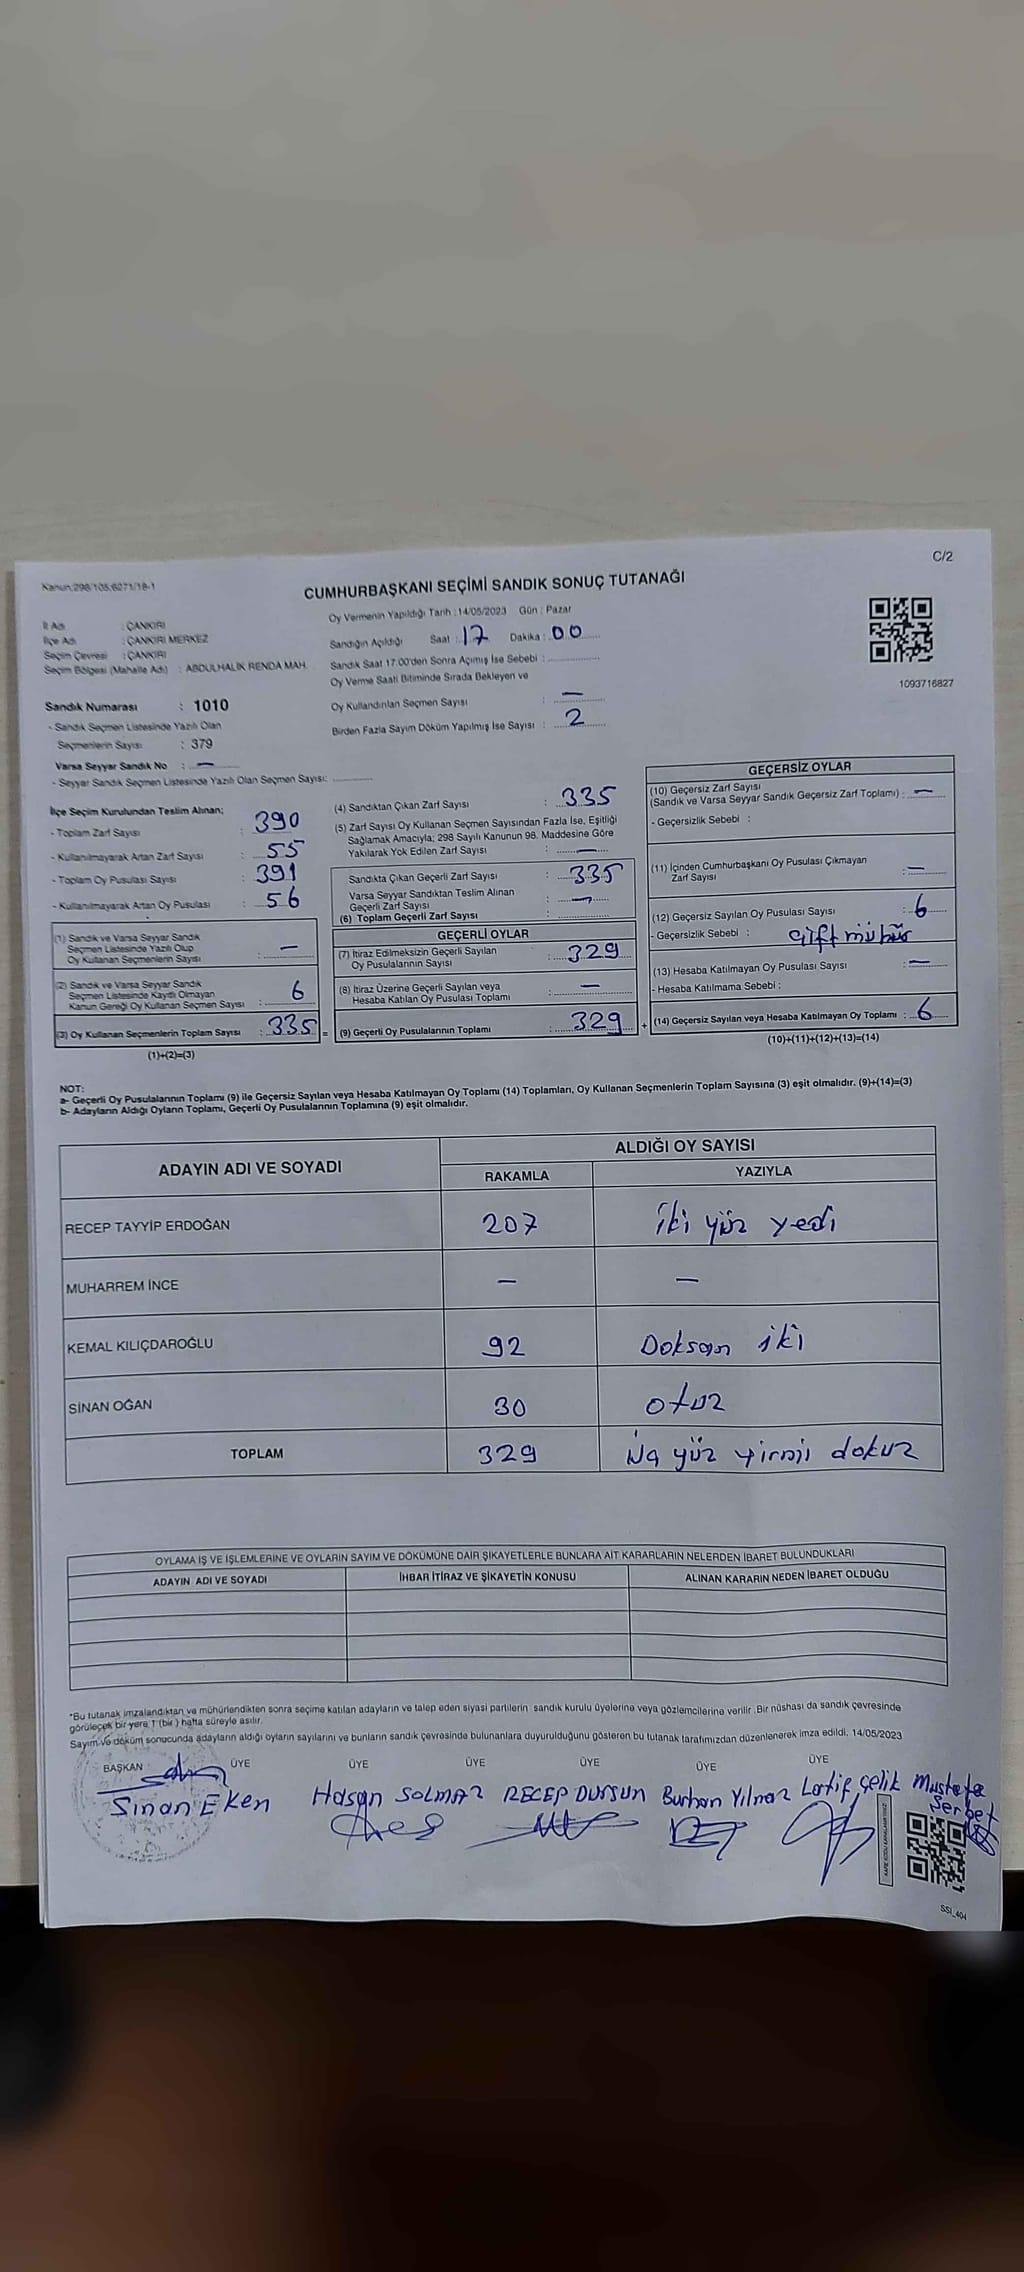 C/2
Kanun:298/105;6271/18-1
CUMHURBAŞKANI SEÇİMİ SANDIK SONUÇ TUTANAĞI
İl Adı : ÇANKIRI
İlçe Adı : ÇANKIRI MERKEZ
Seçim Çevresi : ÇANKIRI
Seçim Bölgesi (Mahalle Adı) : ABDULHALİK RENDA MAH.
Sandık Numarası : 1010
- Sandık Seçmen Listesinde Yazılı Olan
Seçmenlerin Sayısı : 379
Varsa Seyyar Sandık No : —
- Seyyar Sandık Seçmen Listesinde Yazılı Olan Seçmen Sayısı:
Oy Vermenin Yapıldığı Tarih : 14/05/2023 Gün : Pazar
Sandığın Açıldığı Saat : 17 Dakika : 00
Sandık Saat 17.00'den Sonra Açımış İse Sebebi :
Oy Verme Saati Bitiminde Sırada Bekleyen ve
Oy Kullandırılan Seçmen Sayısı : —
Birden Fazla Sayım Döküm Yapılmış İse Sayısı : 2
1093716827
İlçe Seçim Kurulundan Teslim Alınan;
- Toplam Zarf Sayısı : 390
- Kullanılmayarak Artan Zarf Sayısı : 55
- Toplam Oy Pusulası Sayısı : 391
- Kullanılmayarak Artan Oy Pusulası : 56
(1) Sandık ve Varsa Seyyar Sandık
Seçmen Listesinde Yazılı Olup
Oy Kullanan Seçmenlerin Sayısı : —
(2) Sandık ve Varsa Seyyar Sandık
Seçmen Listesinde Kayıtlı Olmayan
Kanun Gereği Oy Kullanan Seçmen Sayısı : 6
(3) Oy Kullanan Seçmenlerin Toplam Sayısı : 335 =
(1)+(2)=(3)
(4) Sandıktan Çıkan Zarf Sayısı : 335
(5) Zarf Sayısı Oy Kullanan Seçmen Sayısından Fazla İse, Eşitliği
Sağlamak Amacıyla; 298 Sayılı Kanunun 98. Maddesine Göre
Yakılarak Yok Edilen Zarf Sayısı : —
Sandıkta Çıkan Geçerli Zarf Sayısı : 335
Varsa Seyyar Sandıktan Teslim Alınan
Geçerli Zarf Sayısı : —
(6) Toplam Geçerli Zarf Sayısı :
GEÇERLİ OYLAR
(7) İtiraz Edilmeksizin Geçerli Sayılan
Oy Pusulalarının Sayısı : 329
(8) İtiraz Üzerine Geçerli Sayılan veya
Hesaba Katılan Oy Pusulası Toplamı : —
(9) Geçerli Oy Pusulalarının Toplamı : 329 +
GEÇERSİZ OYLAR
(10) Geçersiz Zarf Sayısı
(Sandık ve Varsa Seyyar Sandık Geçersiz Zarf Toplamı) : —
- Geçersizlik Sebebi :
(11) İçinden Cumhurbaşkanı Oy Pusulası Çıkmayan
Zarf Sayısı : —
(12) Geçersiz Sayılan Oy Pusulası Sayısı : 6
- Geçersizlik Sebebi : çift mühür
(13) Hesaba Katılmayan Oy Pusulası Sayısı : —
- Hesaba Katılmama Sebebi :
(14) Geçersiz Sayılan veya Hesaba Katılmayan Oy Toplamı : 6
(10)+(11)+(12)+(13)=(14)
NOT:
a- Geçerli Oy Pusulalarının Toplamı (9) ile Geçersiz Sayılan veya Hesaba Katılmayan Oy Toplamı (14) Toplamları, Oy Kullanan Seçmenlerin Toplam Sayısına (3) eşit olmalıdır. (9)+(14)=(3)
b- Adayların Aldığı Oyların Toplamı, Geçerli Oy Pusulalarının Toplamına (9) eşit olmalıdır.
ADAYIN ADI VE SOYADI ALDIĞI OY SAYISI
RAKAMLA YAZIYLA
RECEP TAYYİP ERDOĞAN 207 iki yüz yedi
MUHARREM İNCE — —
KEMAL KILIÇDAROĞLU 92 Doksan iki
SİNAN OĞAN 30 otuz
TOPLAM 329 yüz yirmi dokuz
OYLAMA İŞ VE İŞLEMLERİNE VE OYLARIN SAYIM VE DÖKÜMÜNE DAİR ŞİKAYETLERLE BUNLARA AİT KARARLARIN NELERDEN İBARET BULUNDUKLARI
ADAYIN ADI VE SOYADI İHBAR İTİRAZ VE ŞİKAYETİN KONUSU ALINAN KARARIN NEDEN İBARET OLDUĞU
*Bu tutanak imzalandıktan ve mühürlendikten sonra seçime katılan adayların ve talep eden siyasi partilerin sandık kurulu üyelerine veya gözlemcilerine verilir . Bir nüshası da sandık çevresinde
görülecek bir yere 1 (bir ) hafta süreyle asılır.
Sayım ve döküm sonucunda adayların aldığı oyların sayılarını ve bunların sandık çevresinde bulunanlara duyurulduğunu gösteren bu tutanak tarafımızdan düzenlenerek imza edildi. 14/05/2023
BAŞKAN ÜYE ÜYE ÜYE ÜYE ÜYE ÜYE
Sinan Eken Hasan SOLMAZ RECEP DURSUN Burhan Yılmaz Latif Çelik Mustafa
Serbet
SSİ_404